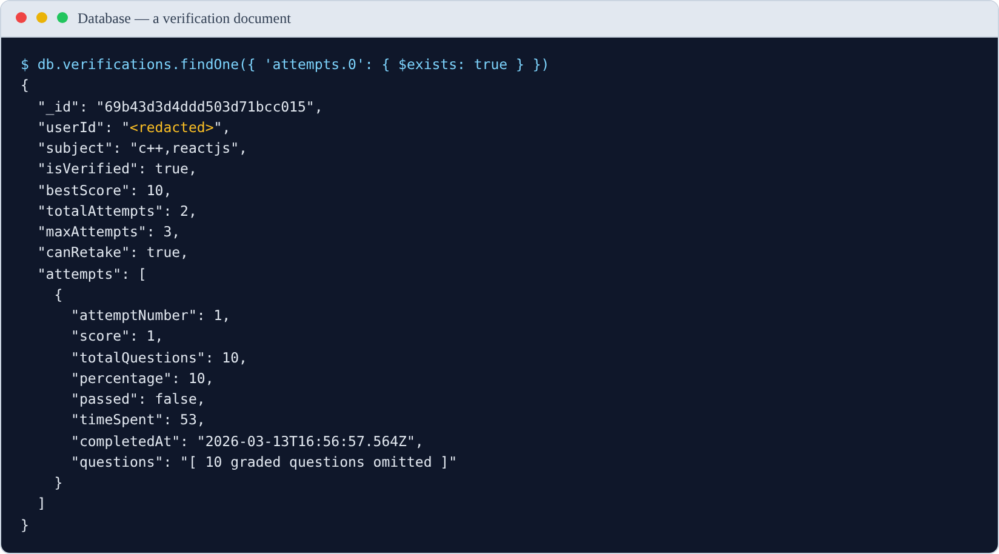 Database — a verification document
$ db.verifications.findOne({ 'attempts.0': { $exists: true } })
{
  "_id": "69b43d3d4ddd503d71bcc015",
  "userId": "<redacted>",
  "subject": "c++,reactjs",
  "isVerified": true,
  "bestScore": 10,
  "totalAttempts": 2,
  "maxAttempts": 3,
  "canRetake": true,
  "attempts": [
    {
      "attemptNumber": 1,
      "score": 1,
      "totalQuestions": 10,
      "percentage": 10,
      "passed": false,
      "timeSpent": 53,
      "completedAt": "2026-03-13T16:56:57.564Z",
      "questions": "[ 10 graded questions omitted ]"
    }
  ]
}